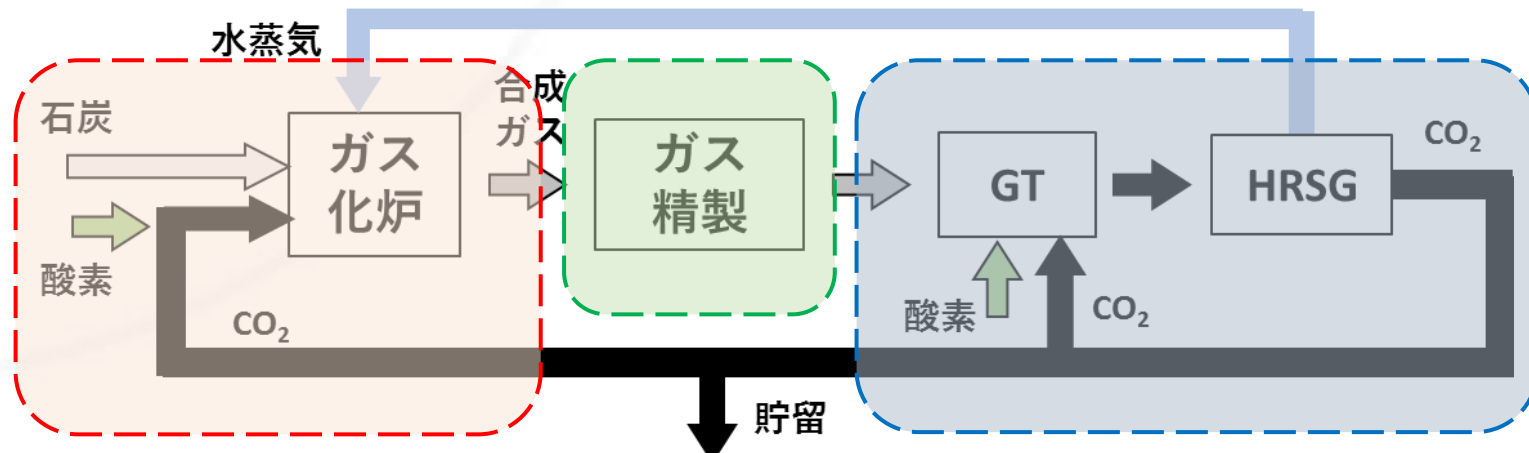 水蒸気
石炭
酸素
CO₂
ガス
化炉
合成
ガス
ガス
精製
GT
HRSG
CO₂
酸素
CO₂
貯留